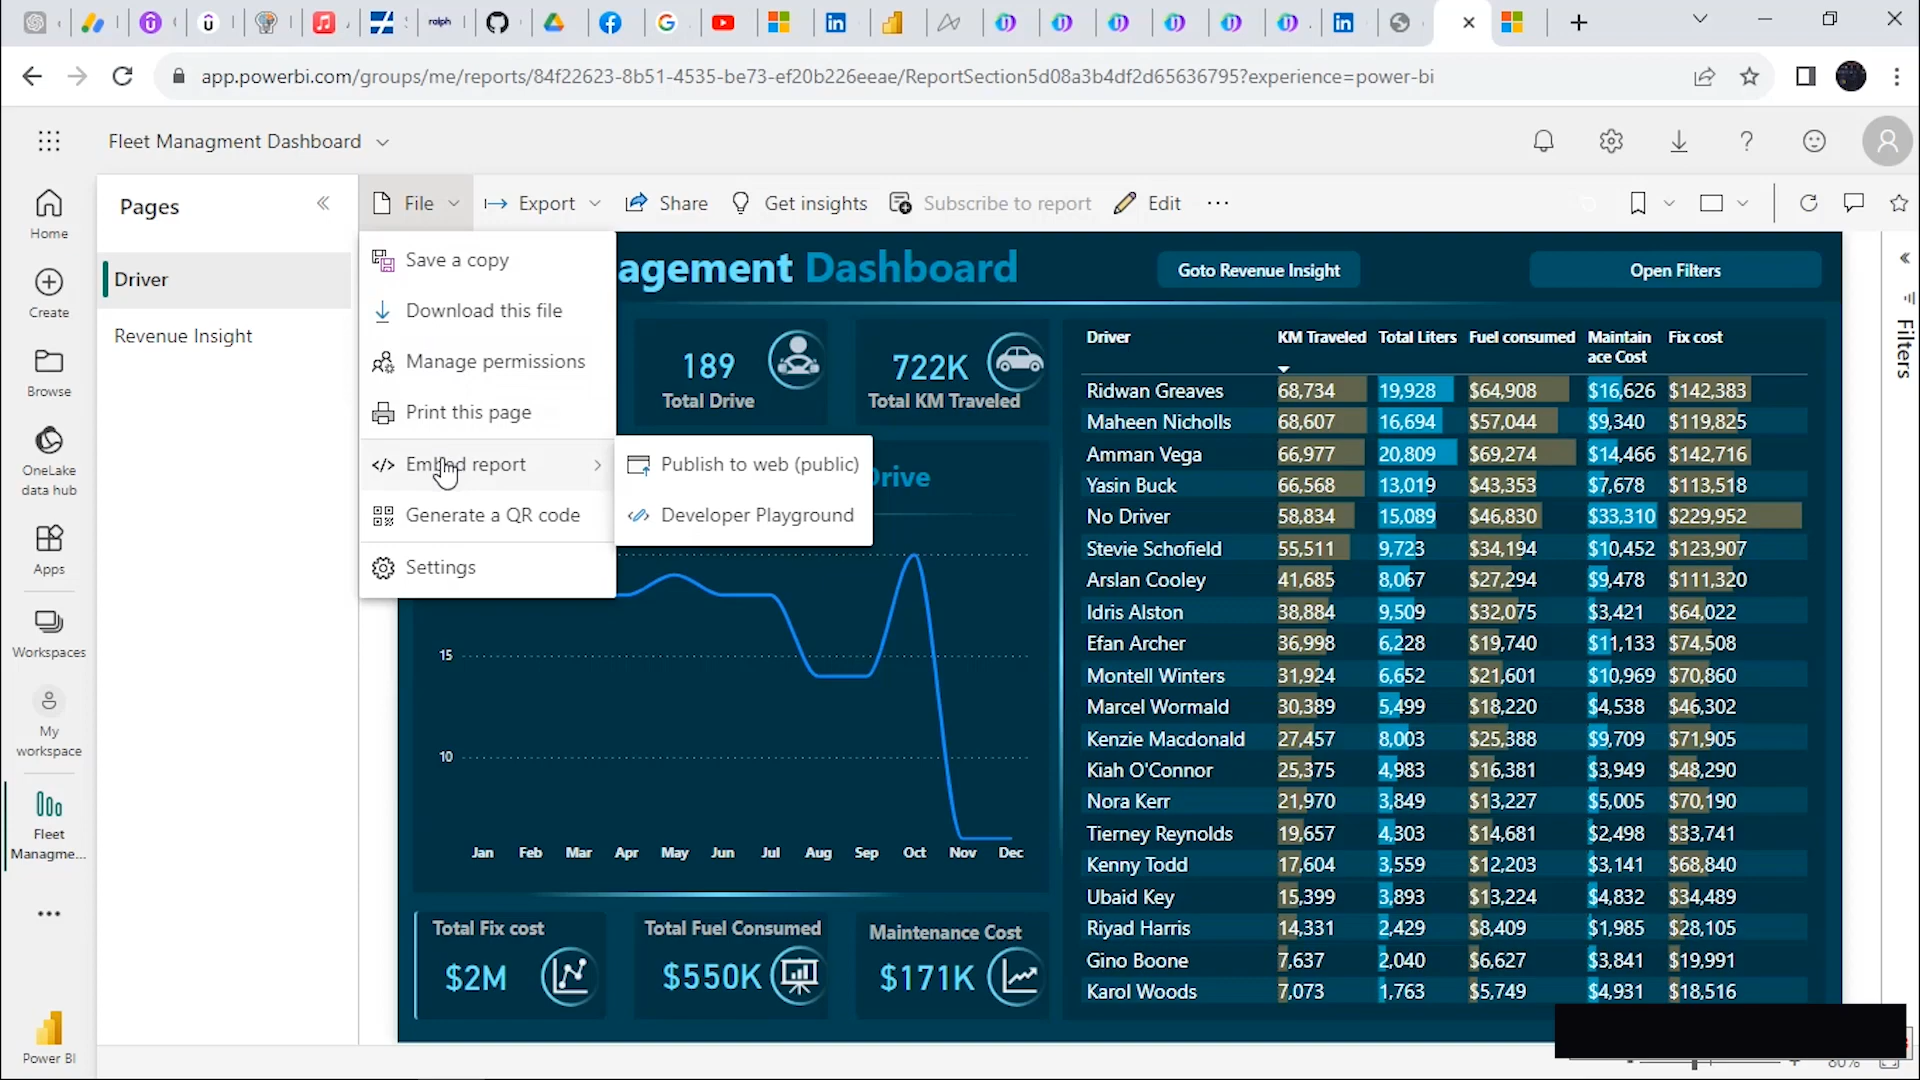 ralph
app.powerbi.com/groups/me/reports/84f22623-8b51-4535-be73-ef20b226eeae/ReportSection5d08a3b4df2d65636795?experience=power-bi
Fleet Managment Dashboard
Home
Create
Browse
OneLake
data hub
Apps
Workspaces
My
workspace
Fleet
Managme...
Power BI
Pages
Driver
Revenue Insight
File
Export
Share
Get insights
Subscribe to report
Edit
Save a copy
Download this file
Manage permissions
Print this page
Embed report
Generate a QR code
Settings
Publish to web (public)
Developer Playground
agement Dashboard
Goto Revenue Insight
Open Filters
Filters
189
Total Drive
722K
Total KM Traveled
Drive
15
10
Jan Feb Mar Apr May Jun Jul Aug Sep Oct Nov Dec
Total Fix cost
$2M
Total Fuel Consumed
$550K
Maintenance Cost
$171K
Driver KM Traveled Total Liters Fuel consumed Maintain Fix cost
ace Cost
Ridwan Greaves 68,734 19,928 $64,908 $16,626 $142,383
Maheen Nicholls 68,607 16,694 $57,044 $9,340 $119,825
Amman Vega 66,977 20,809 $69,274 $14,466 $142,716
Yasin Buck 66,568 13,019 $43,353 $7,678 $113,518
No Driver 58,834 15,089 $46,830 $33,310 $229,952
Stevie Schofield 55,511 9,723 $34,194 $10,452 $123,907
Arslan Cooley 41,685 8,067 $27,294 $9,478 $111,320
Idris Alston 38,884 9,509 $32,075 $3,421 $64,022
Efan Archer 36,998 6,228 $19,740 $11,133 $74,508
Montell Winters 31,924 6,652 $21,601 $10,969 $70,860
Marcel Wormald 30,389 5,499 $18,220 $4,538 $46,302
Kenzie Macdonald 27,457 8,003 $25,388 $9,709 $71,905
Kiah O'Connor 25,375 4,983 $16,381 $3,949 $48,290
Nora Kerr 21,970 3,849 $13,227 $5,005 $70,190
Tierney Reynolds 19,657 4,303 $14,681 $2,498 $33,741
Kenny Todd 17,604 3,559 $12,203 $3,141 $68,840
Ubaid Key 15,399 3,893 $13,224 $4,832 $34,489
Riyad Harris 14,331 2,429 $8,409 $1,985 $28,105
Gino Boone 7,637 2,040 $6,627 $3,841 $19,991
Karol Woods 7,073 1,763 $5,749 $4,931 $18,516
80%